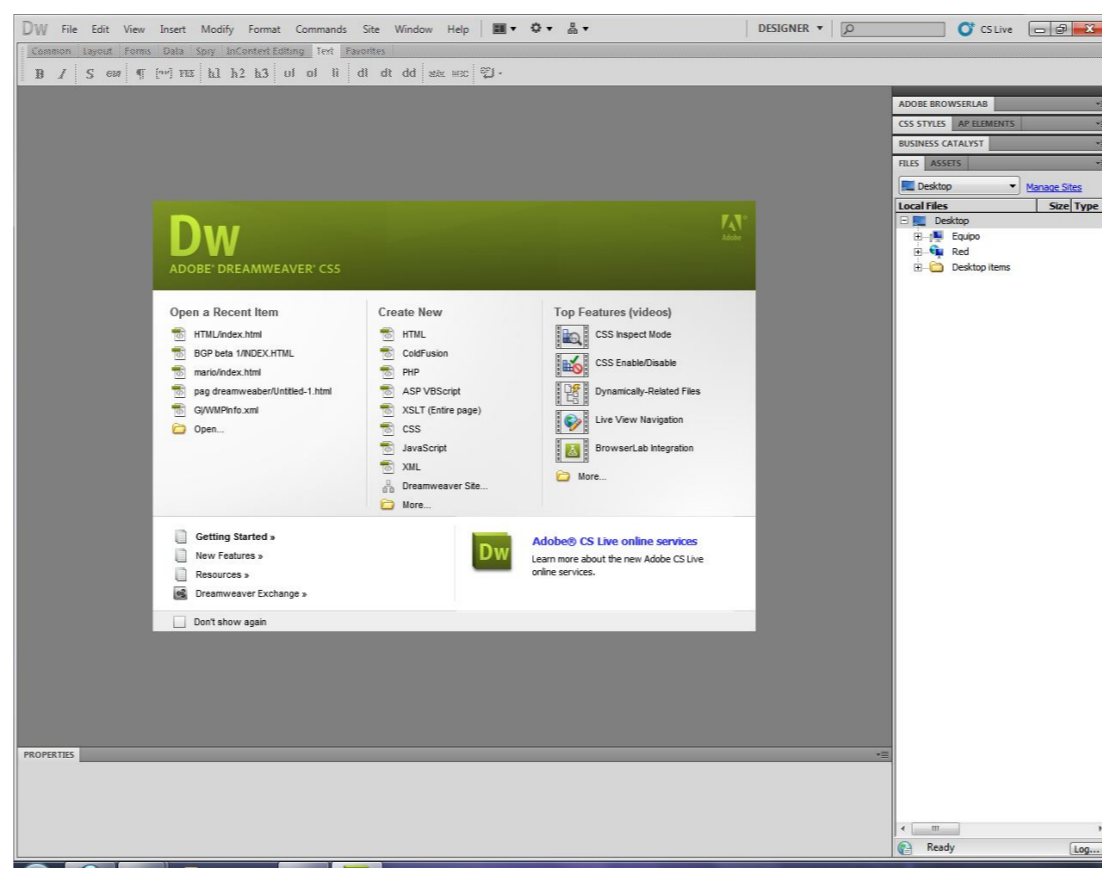 DW File Edit View Insert Modify Format Commands Site Window Help DESIGNER CS Live
Common Layout Forms Data Spry InContext Editing Text Favorites
B I S em ¶ [""] PRE h1 h2 h3 ul ol li dl dt dd abbr
ADOBE BROWSERLAB
CSS STYLES AP ELEMENTS
BUSINESS CATALYST
FILES ASSETS
Desktop Manage Sites
Local Files Size Type
Desktop
Equipo
Red
Desktop items
Dw
ADOBE® DREAMWEAVER® CS5
Adobe
Open a Recent Item
HTML/index.html
BGP beta 1/INDEX.HTML
mario/index.html
pag dreamweaber/Untitled-1.html
G/WMPInfo.xml
Open...
Create New
HTML
ColdFusion
PHP
ASP VBScript
XSLT (Entire page)
CSS
JavaScript
XML
Dreamweaver Site...
More...
Top Features (videos)
CSS Inspect Mode
CSS Enable/Disable
Dynamically-Related Files
Live View Navigation
BrowserLab Integration
More...
Getting Started »
New Features »
Resources »
Dreamweaver Exchange »
Dw
Adobe® CS Live online services
Learn more about the new Adobe CS Live
online services.
Don't show again
PROPERTIES
Ready Log...